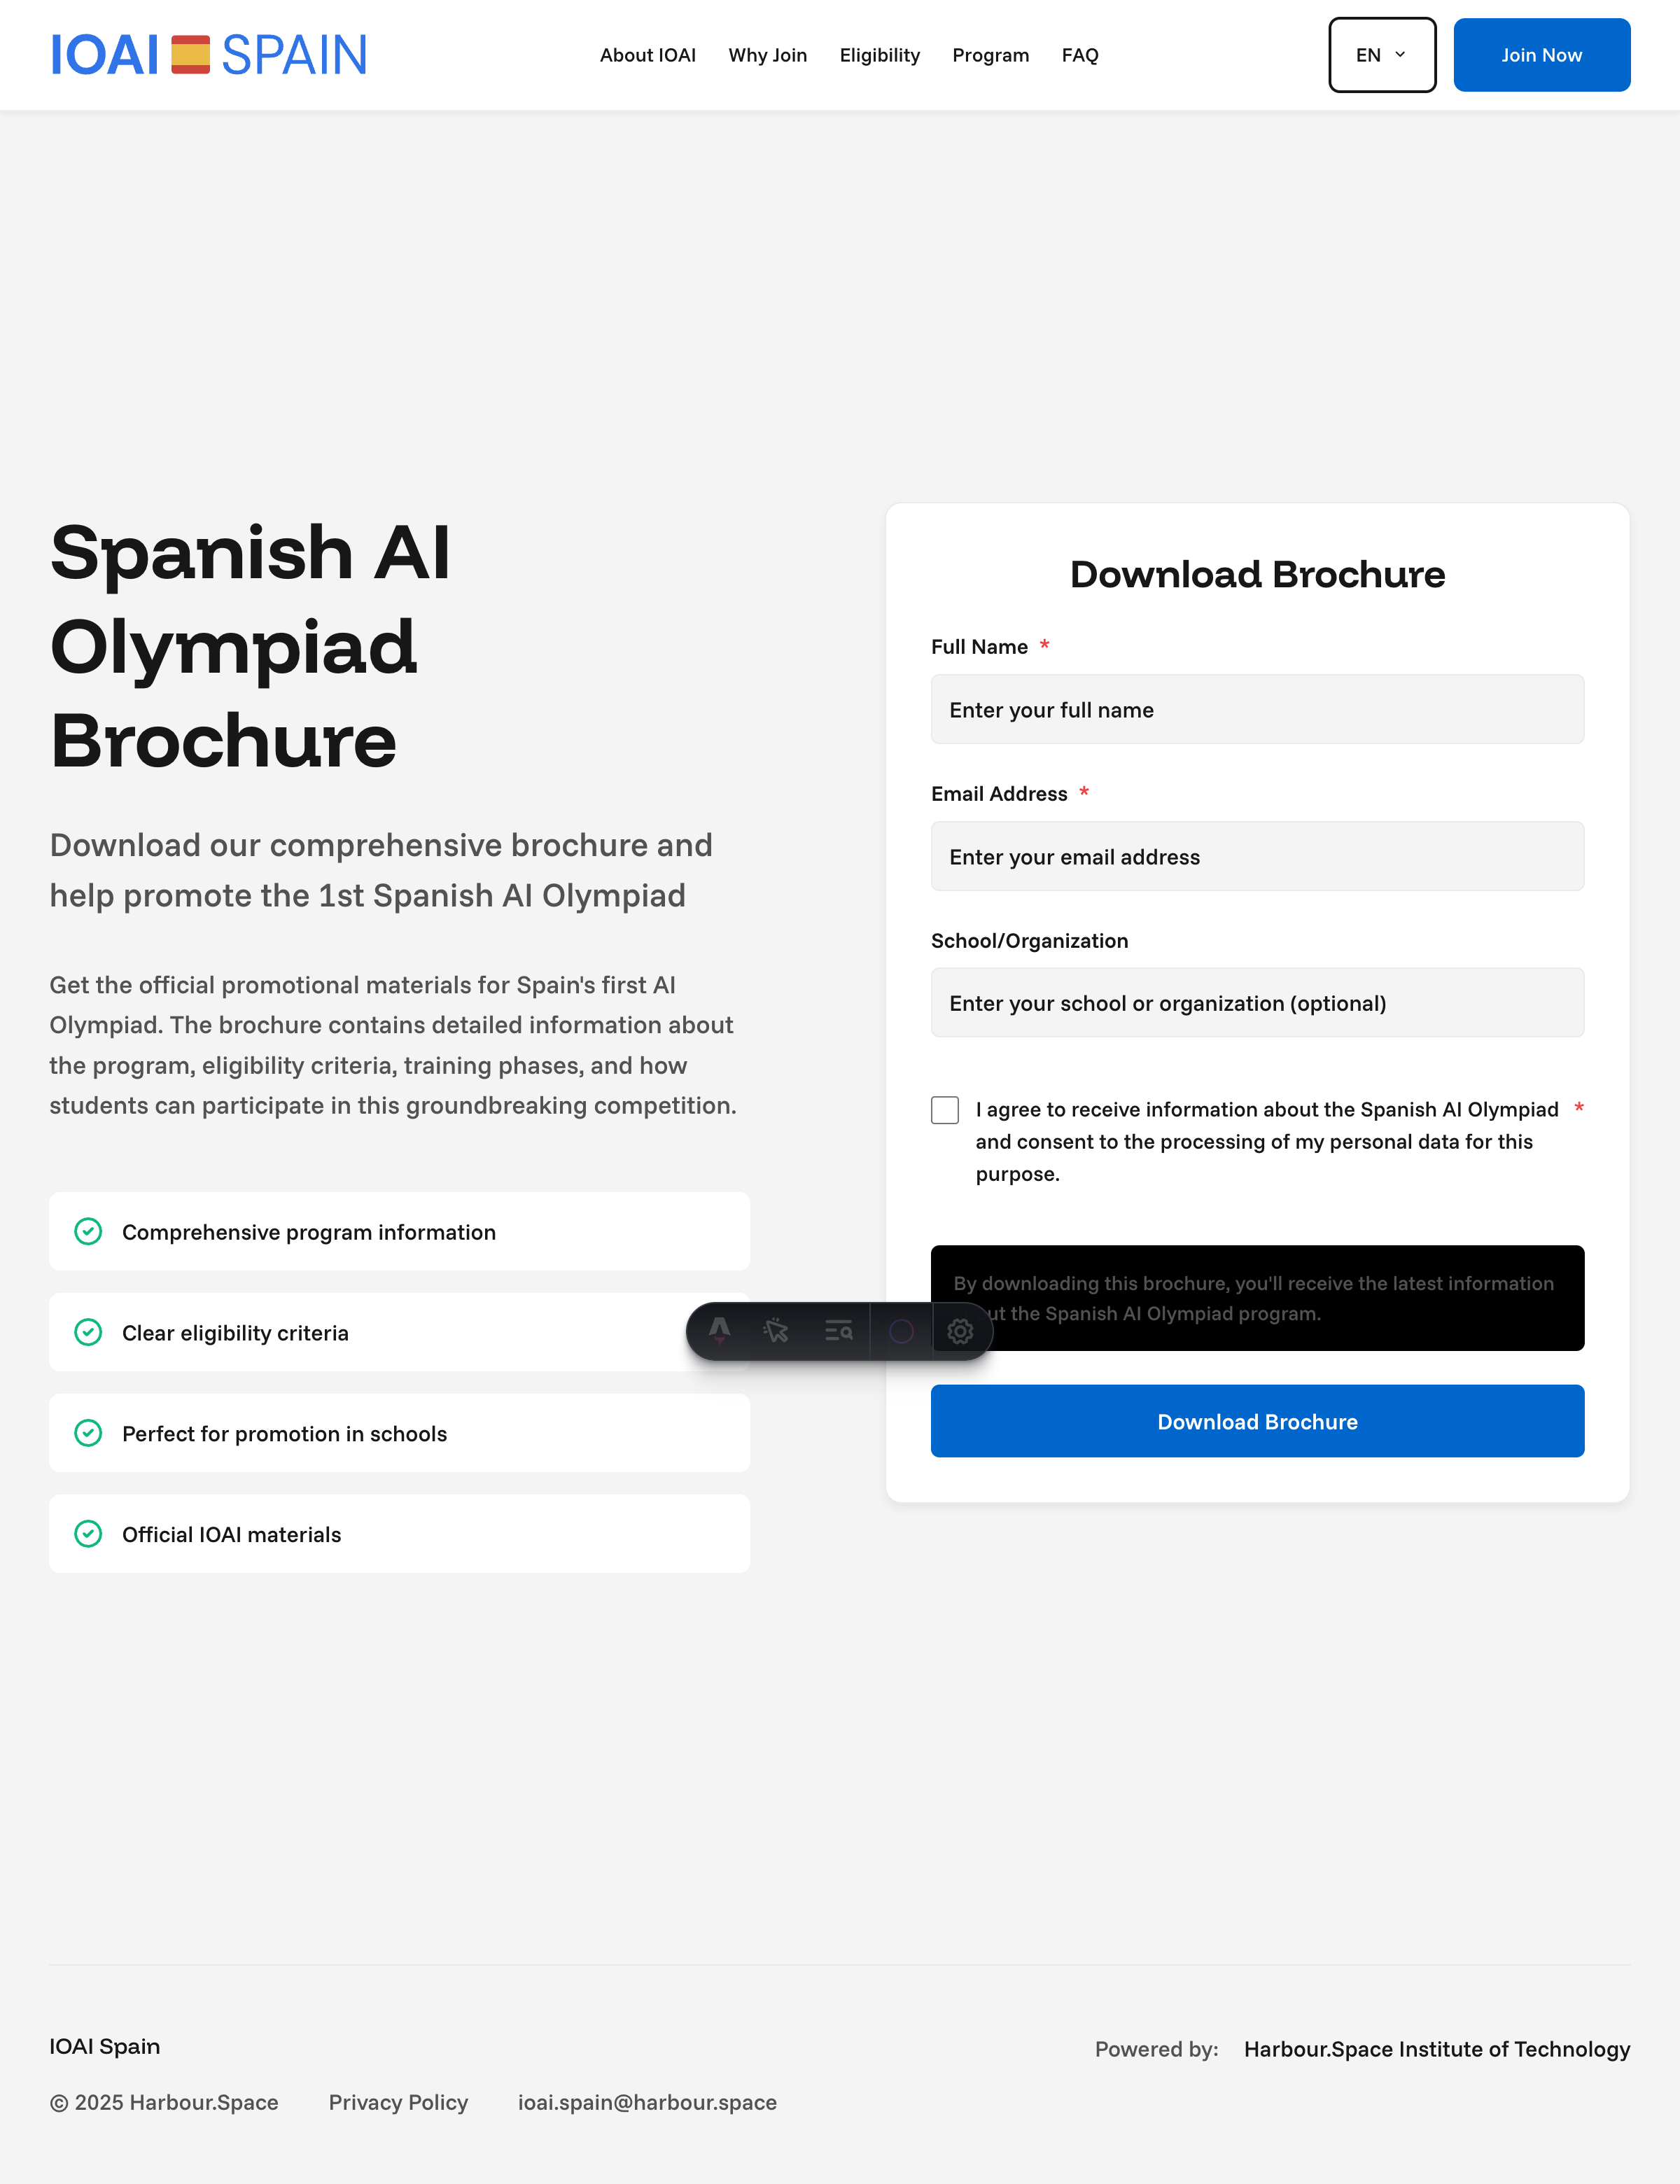 IOAI SPAIN
About IOAI Why Join Eligibility Program FAQ
EN
Join Now
Spanish AI
Olympiad
Brochure
Download our comprehensive brochure and
help promote the 1st Spanish AI Olympiad
Get the official promotional materials for Spain's first AI
Olympiad. The brochure contains detailed information about
the program, eligibility criteria, training phases, and how
students can participate in this groundbreaking competition.
Comprehensive program information
Clear eligibility criteria
Perfect for promotion in schools
Official IOAI materials
Download Brochure
Full Name *
Enter your full name
Email Address *
Enter your email address
School/Organization
Enter your school or organization (optional)
I agree to receive information about the Spanish AI Olympiad *
and consent to the processing of my personal data for this
purpose.
By downloading this brochure, you'll receive the latest information
the Spanish AI Olympiad program.
Download Brochure
IOAI Spain
© 2025 Harbour.Space Privacy Policy ioai.spain@harbour.space
Powered by: Harbour.Space Institute of Technology